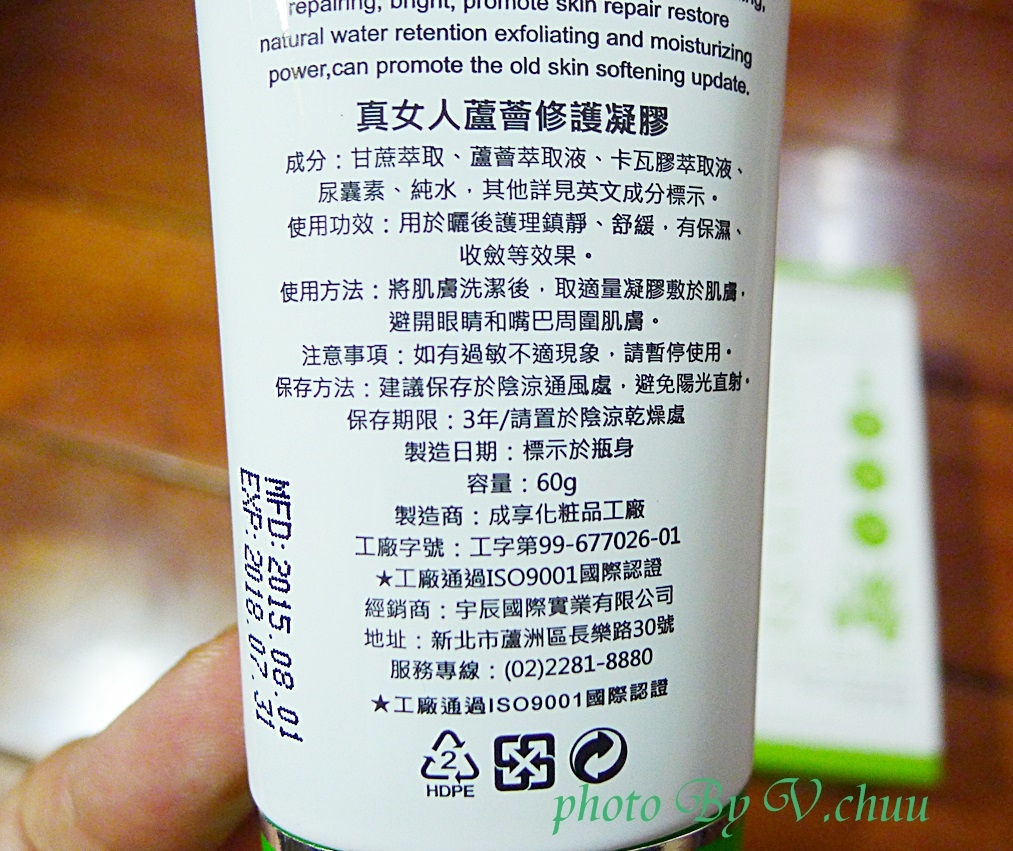 repairing, bright, promote skin repair restore
natural water retention exfoliating and moisturizing
power,can promote the old skin softening update.
真女人蘆薈修護凝膠
成分：甘蔗萃取、蘆薈萃取液、卡瓦膠萃取液、
尿囊素、純水，其他詳見英文成分標示。
使用功效：用於曬後護理鎮靜、舒緩，有保濕、
收斂等效果。
使用方法：將肌膚洗潔後，取適量凝膠敷於肌膚，
避開眼睛和嘴巴周圍肌膚。
注意事項：如有過敏不適現象，請暫停使用。
保存方法：建議保存於陰涼通風處，避免陽光直射。
保存期限：3年/請置於陰涼乾燥處
製造日期：標示於瓶身
容量：60g
製造商：成享化粧品工廠
工廠字號：工字第99-677026-01
★工廠通過ISO9001國際認證
經銷商：宇辰國際實業有限公司
地址：新北市蘆洲區長樂路30號
服務專線：(02)2281-8880
★工廠通過ISO9001國際認證
MFD: 2015.08.01
EXP: 2018.07.31
2
HDPE
photo By V.chuu